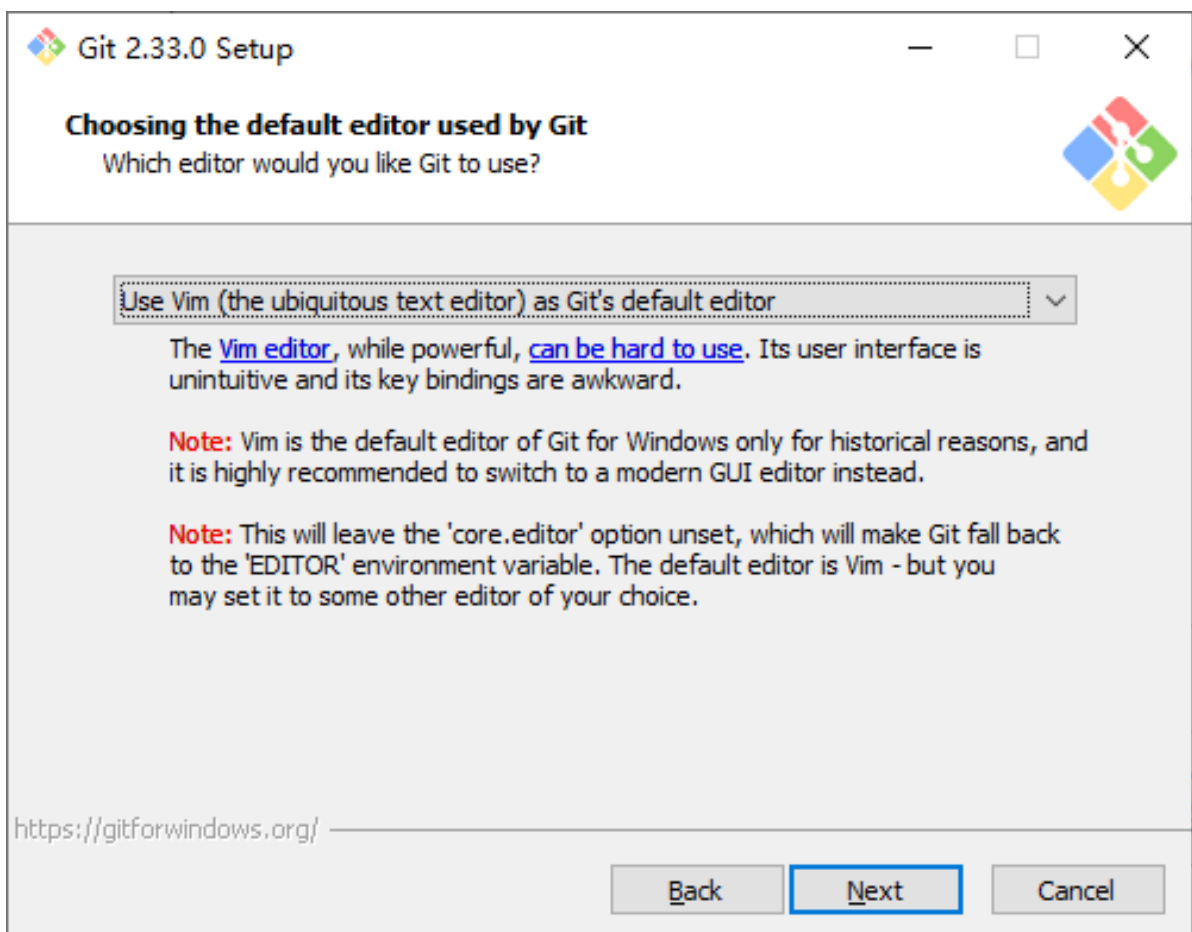 Git 2.33.0 Setup
Choosing the default editor used by Git
Which editor would you like Git to use?
Use Vim (the ubiquitous text editor) as Git's default editor
The Vim editor, while powerful, can be hard to use. Its user interface is
unintuitive and its key bindings are awkward.
Note: Vim is the default editor of Git for Windows only for historical reasons, and
it is highly recommended to switch to a modern GUI editor instead.
Note: This will leave the 'core.editor' option unset, which will make Git fall back
to the 'EDITOR' environment variable. The default editor is Vim - but you
may set it to some other editor of your choice.
https://gitforwindows.org/
Back Next Cancel